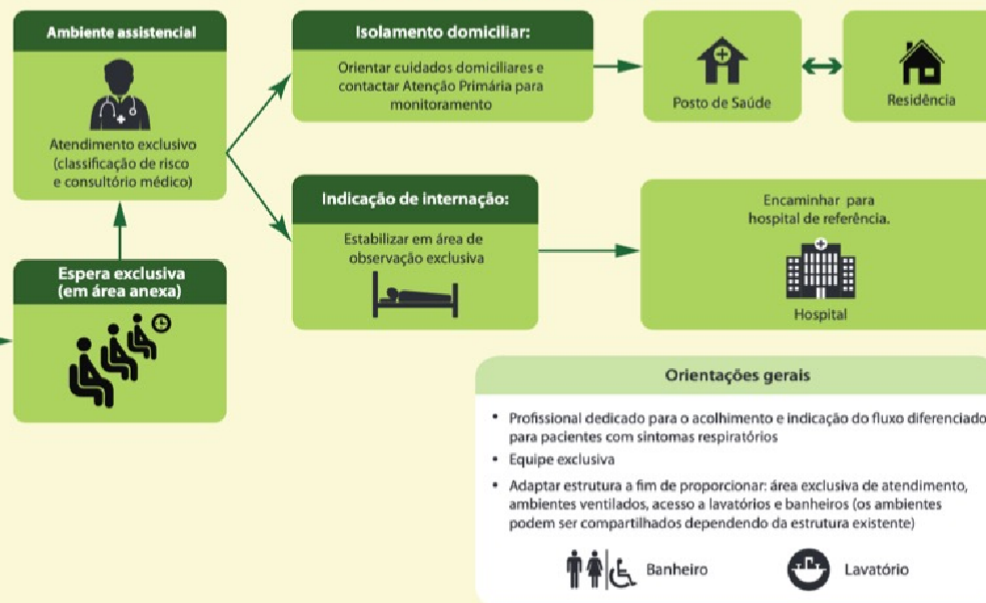 Ambiente assistencial
Atendimento exclusivo
(classificação de risco
e consultório médico)
Isolamento domiciliar:
Orientar cuidados domiciliares e
contactar Atenção Primária para
monitoramento
Posto de Saúde
Residência
Espera exclusiva
(em área anexa)
Indicação de internação:
Estabilizar em área de
observação exclusiva
Encaminhar para
hospital de referência.
Hospital
Orientações gerais
• Profissional dedicado para o acolhimento e indicação do fluxo diferenciado
para pacientes com sintomas respiratórios
• Equipe exclusiva
• Adaptar estrutura a fim de proporcionar: área exclusiva de atendimento,
ambientes ventilados, acesso a lavatórios e banheiros (os ambientes
podem ser compartilhados dependendo da estrutura existente)
Banheiro
Lavatório